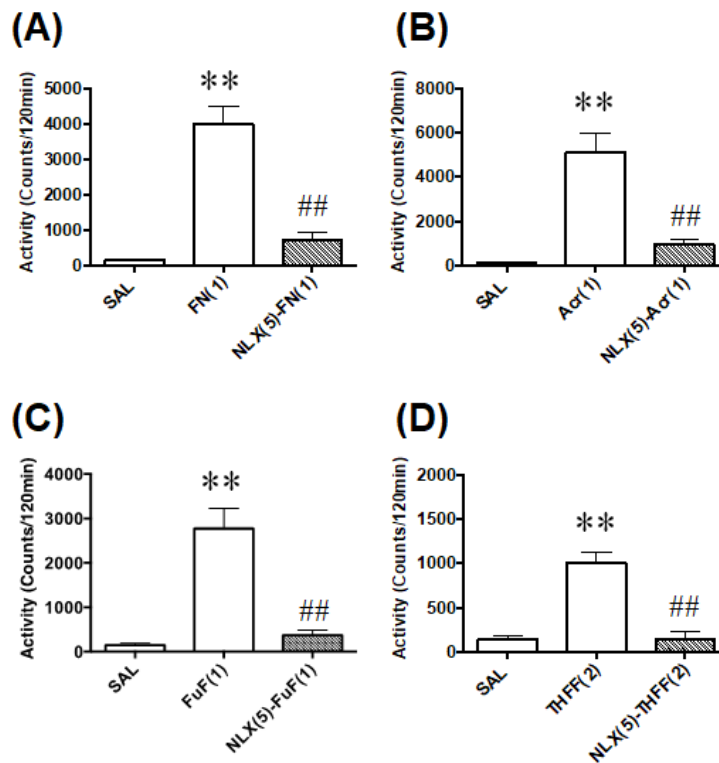 (A)
Activity (Counts/120min)
5000
4000
3000
2000
1000
0
**
##
SAL
FN(1)
NLX(5)-FN(1)
(B)
Activity (Counts/120min)
8000
6000
4000
2000
0
**
##
SAL
Acr(1)
NLX(5)-Acr(1)
(C)
Activity (Counts/120min)
4000
3000
2000
1000
0
**
##
SAL
FuF(1)
NLX(5)-FuF(1)
(D)
Activity (Counts/120min)
2000
1500
1000
500
0
**
##
SAL
THFF(2)
NLX(5)-THFF(2)